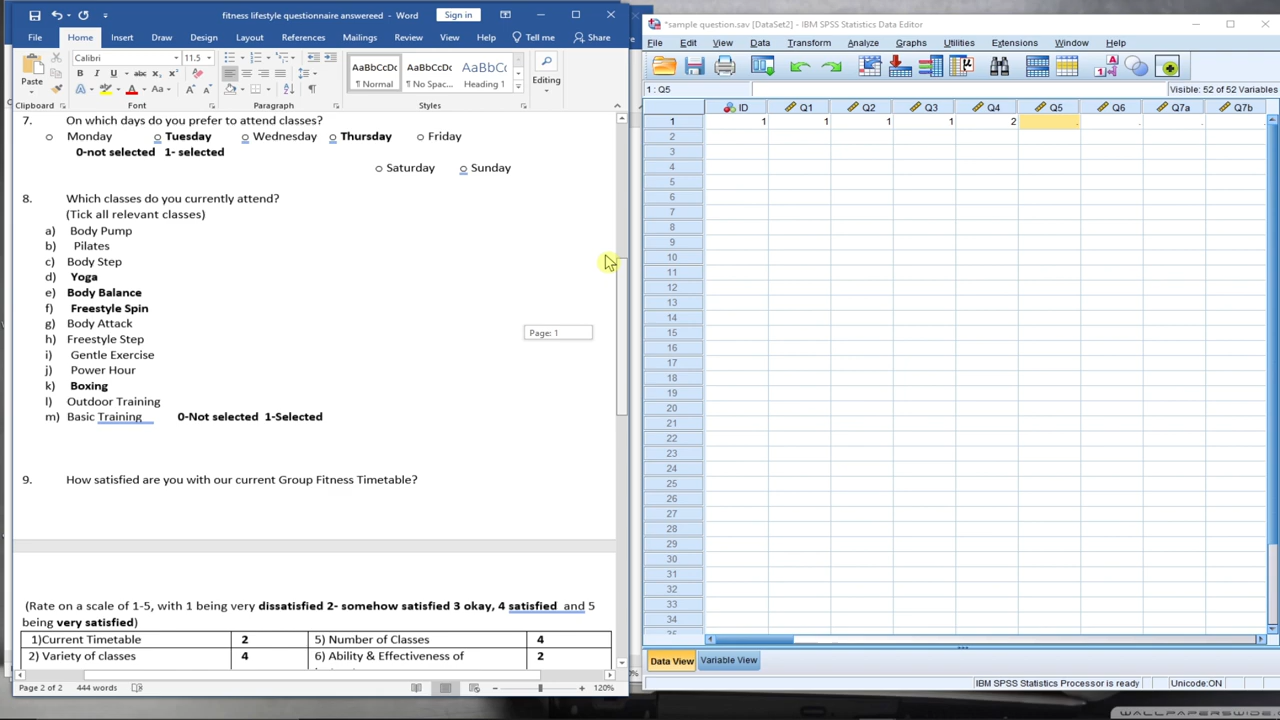 fitness lifestyle questionnaire answereed - Word
Sign in
File Home Insert Draw Design Layout References Mailings Review View Help Tell me Share
Paste
Calibri 11.5
B I U abc X₂ X²
A Aa
AaBbCcDc AaBbCcDc AaBbC(
¶ Normal ¶ No Spac... Heading 1
Editing
Clipboard Font Paragraph Styles
7. On which days do you prefer to attend classes?
o Monday o Tuesday o Wednesday o Thursday o Friday
0-not selected 1- selected
o Saturday o Sunday
8. Which classes do you currently attend?
(Tick all relevant classes)
a) Body Pump
b) Pilates
c) Body Step
d) Yoga
e) Body Balance
f) Freestyle Spin
g) Body Attack
h) Freestyle Step
i) Gentle Exercise
j) Power Hour
k) Boxing
l) Outdoor Training
m) Basic Training 0-Not selected 1-Selected
Page: 1
9. How satisfied are you with our current Group Fitness Timetable?
(Rate on a scale of 1-5, with 1 being very dissatisfied 2- somehow satisfied 3 okay, 4 satisfied and 5
being very satisfied)
1)Current Timetable 2 5) Number of Classes 4
2) Variety of classes 4 6) Ability & Effectiveness of 2
Page 2 of 2 444 words 120%
*sample question.sav [DataSet2] - IBM SPSS Statistics Data Editor
File Edit View Data Transform Analyze Graphs Utilities Extensions Window Help
1 : Q5
Visible: 52 of 52 Variables
ID Q1 Q2 Q3 Q4 Q5 Q6 Q7a Q7b
1 1 1 1 1 2 . . .
2
3
4
5
6
7
8
9
10
11
12
13
14
15
16
17
18
19
20
21
22
23
24
25
26
27
28
29
30
31
32
33
34
Data View Variable View
IBM SPSS Statistics Processor is ready Unicode:ON
WALLPAPERSWIDE.